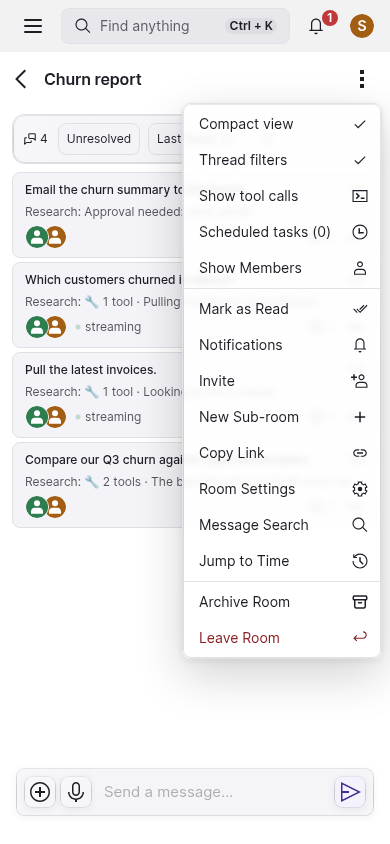 Find anything
Ctrl + K
1
S
Churn report
4
Unresolved
Last
Email the churn summary to
Research: Approval needed:
Which customers churned i
Research: 🔧 1 tool · Pulling
streaming
Pull the latest invoices.
Research: 🔧 1 tool · Looking
streaming
Compare our Q3 churn agai
Research: 🔧 2 tools · The b
Compact view
Thread filters
Show tool calls
Scheduled tasks (0)
Show Members
Mark as Read
Notifications
Invite
New Sub-room
Copy Link
Room Settings
Message Search
Jump to Time
Archive Room
Leave Room
Send a message...